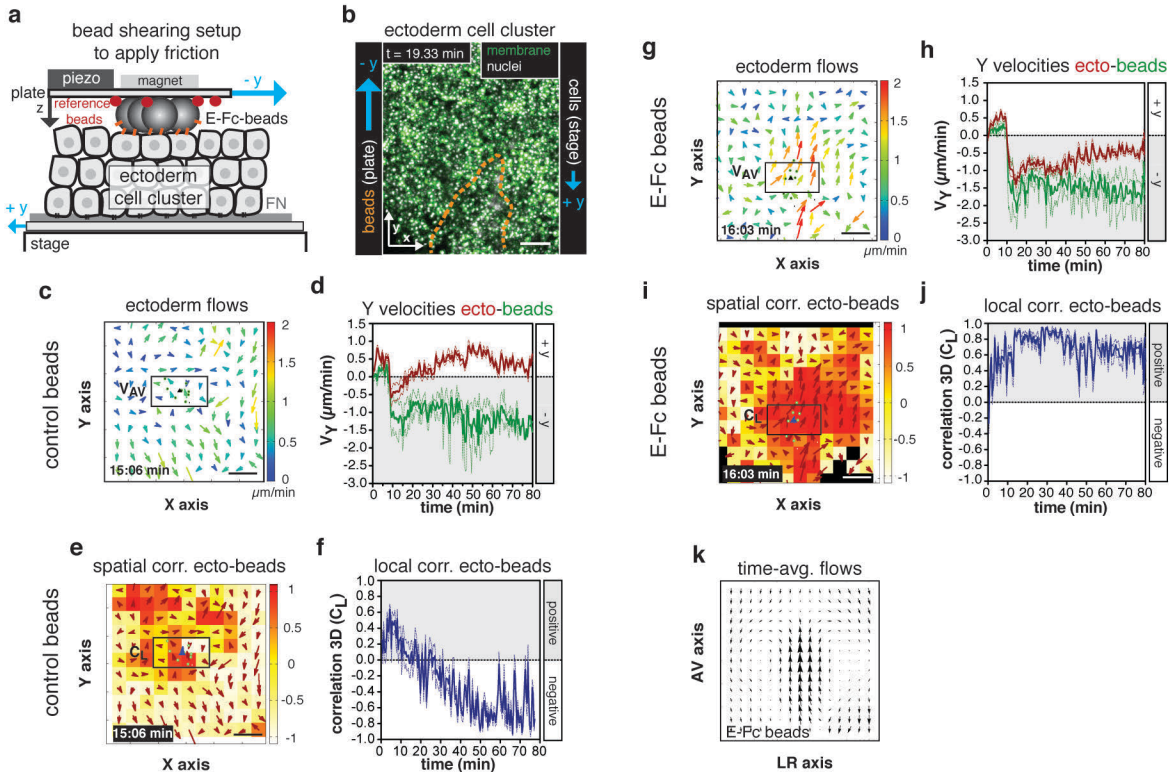 a
bead shearing setup
to apply friction
piezo
magnet
- y
plate
z
reference
beads
E-Fc-beads
ectoderm
cell cluster
FN
+ y
stage
b
ectoderm cell cluster
t = 19.33 min
membrane
nuclei
- y
beads (plate)
y
x
cells (stage)
+ y
c
ectoderm flows
control beads
Y axis
VAV
15:06 min
X axis
2
1.5
1
0.5
0
µm/min
d
Y velocities ecto-beads
VY (µm/min)
1.5
1.0
0.5
0.0
-0.5
-1.0
-1.5
-2.0
-2.5
-3.0
0 10 20 30 40 50 60 70 80
time (min)
+ y
- y
e
spatial corr. ecto-beads
control beads
Y axis
CL
15:06 min
X axis
1
0.5
0
-0.5
-1
f
local corr. ecto-beads
correlation 3D (CL)
1.0
0.8
0.6
0.4
0.2
0.0
-0.2
-0.4
-0.6
-0.8
-1.0
0 10 20 30 40 50 60 70 80
time (min)
positive
negative
g
ectoderm flows
E-Fc beads
Y axis
VAV
16:03 min
X axis
2
1.5
1
0.5
0
µm/min
h
Y velocities ecto-beads
VY (µm/min)
1.5
1.0
0.5
0.0
-0.5
-1.0
-1.5
-2.0
-2.5
-3.0
0 10 20 30 40 50 60 70 80
time (min)
+ y
- y
i
spatial corr. ecto-beads
E-Fc beads
Y axis
CL
16:03 min
X axis
1
0.5
0
-0.5
-1
j
local corr. ecto-beads
correlation 3D (CL)
1.0
0.8
0.6
0.4
0.2
0.0
-0.2
-0.4
-0.6
-0.8
-1.0
0 10 20 30 40 50 60 70 80
time (min)
positive
negative
k
time-avg. flows
AV axis
E-Fc beads
LR axis